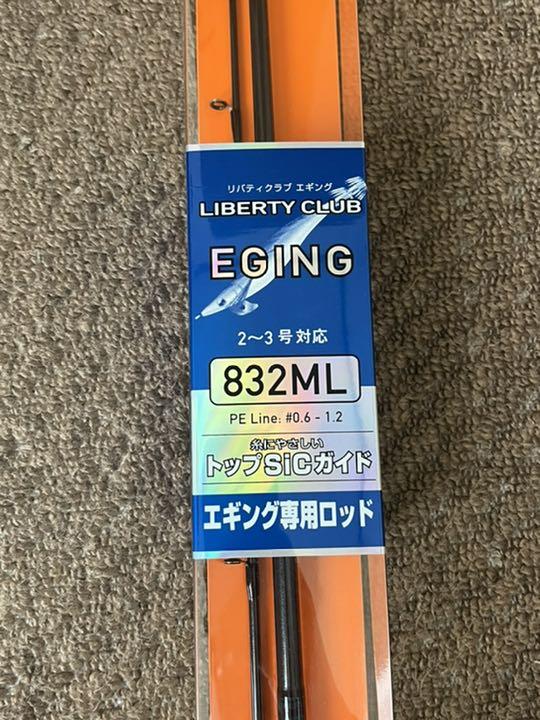 リバティクラブ エギング
LIBERTY CLUB
EGING
2～3号対応
832ML
PE Line: #0.6 - 1.2
糸にやさしい
トップSiCガイド
エギング専用ロッド